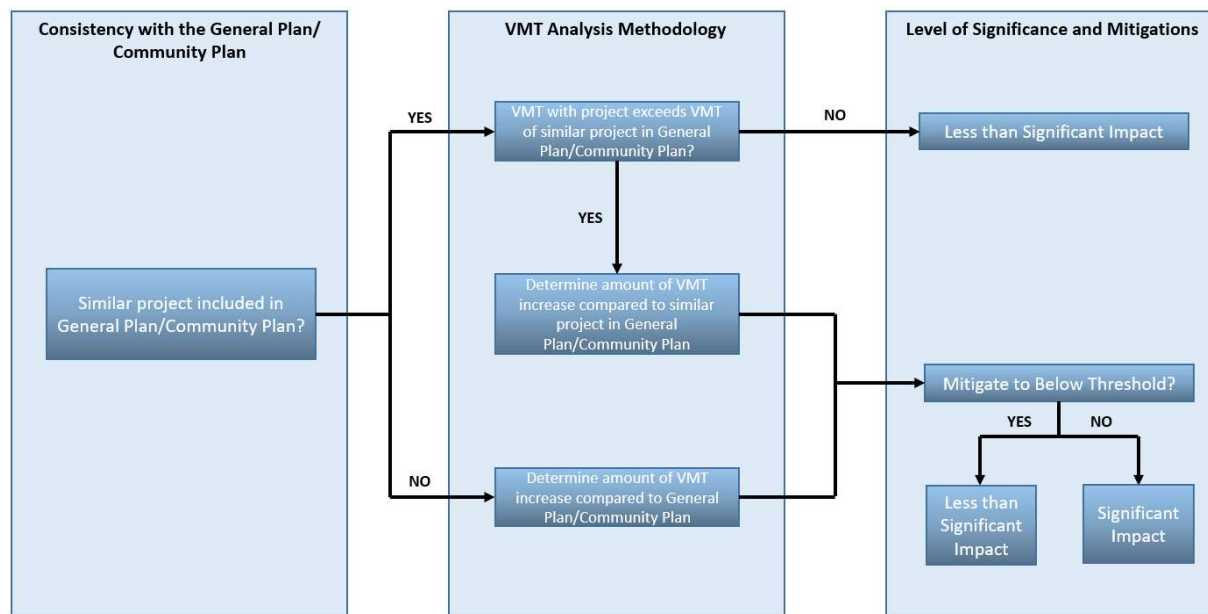 Consistency with the General Plan/
Community Plan
Similar project included in
General Plan/Community Plan?
YES
NO
VMT Analysis Methodology
VMT with project exceeds VMT
of similar project in General
Plan/Community Plan?
YES
Determine amount of VMT
increase compared to similar
project in General
Plan/Community Plan
Determine amount of VMT
increase compared to General
Plan/Community Plan
NO
Level of Significance and Mitigations
Less than Significant Impact
Mitigate to Below Threshold?
YES
NO
Less than
Significant
Impact
Significant
Impact